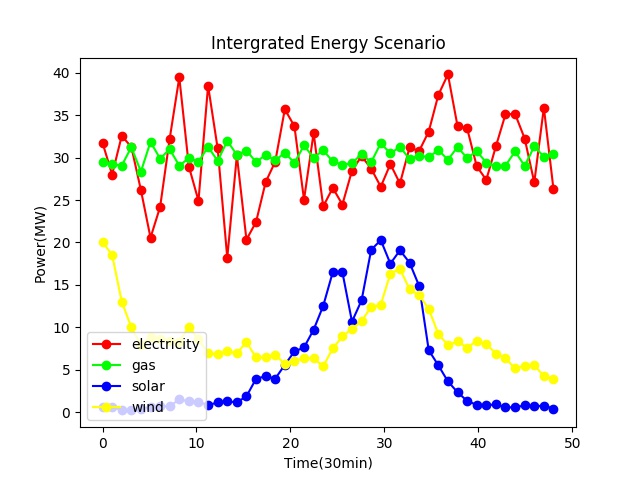 Intergrated Energy Scenario
Power(MW)
40
35
30
25
20
15
10
5
0
electricity
gas
solar
wind
0 10 20 30 40 50
Time(30min)